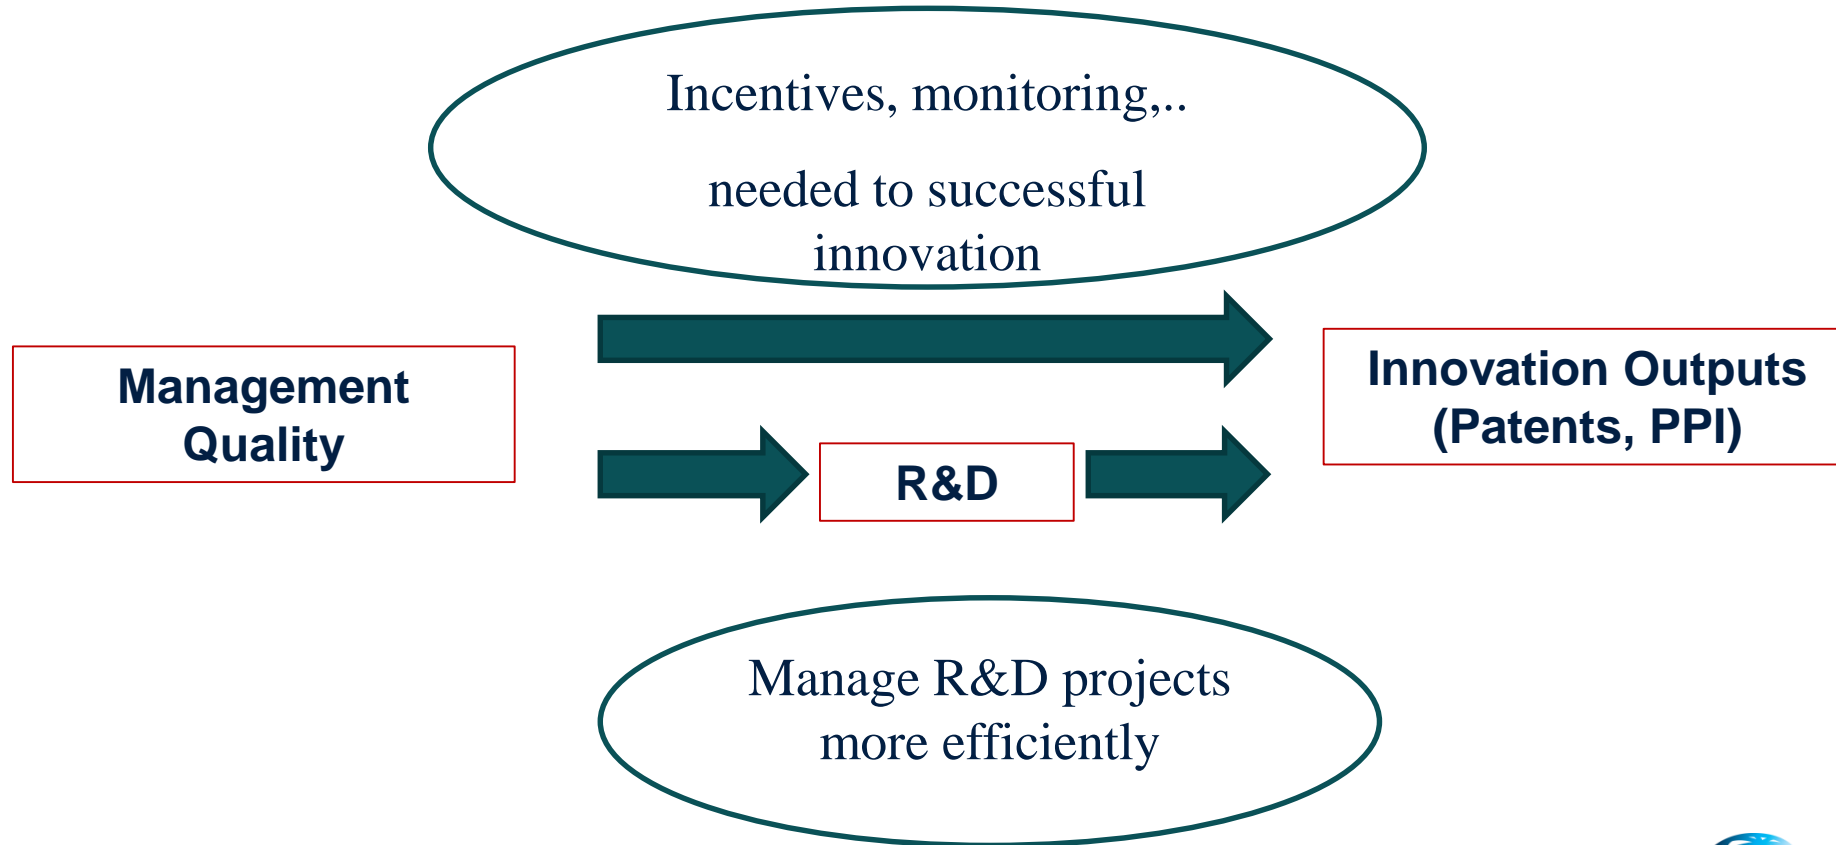 Incentives, monitoring,..
needed to successful
innovation
Management
Quality
Innovation Outputs
(Patents, PPI)
R&D
Manage R&D projects
more efficiently